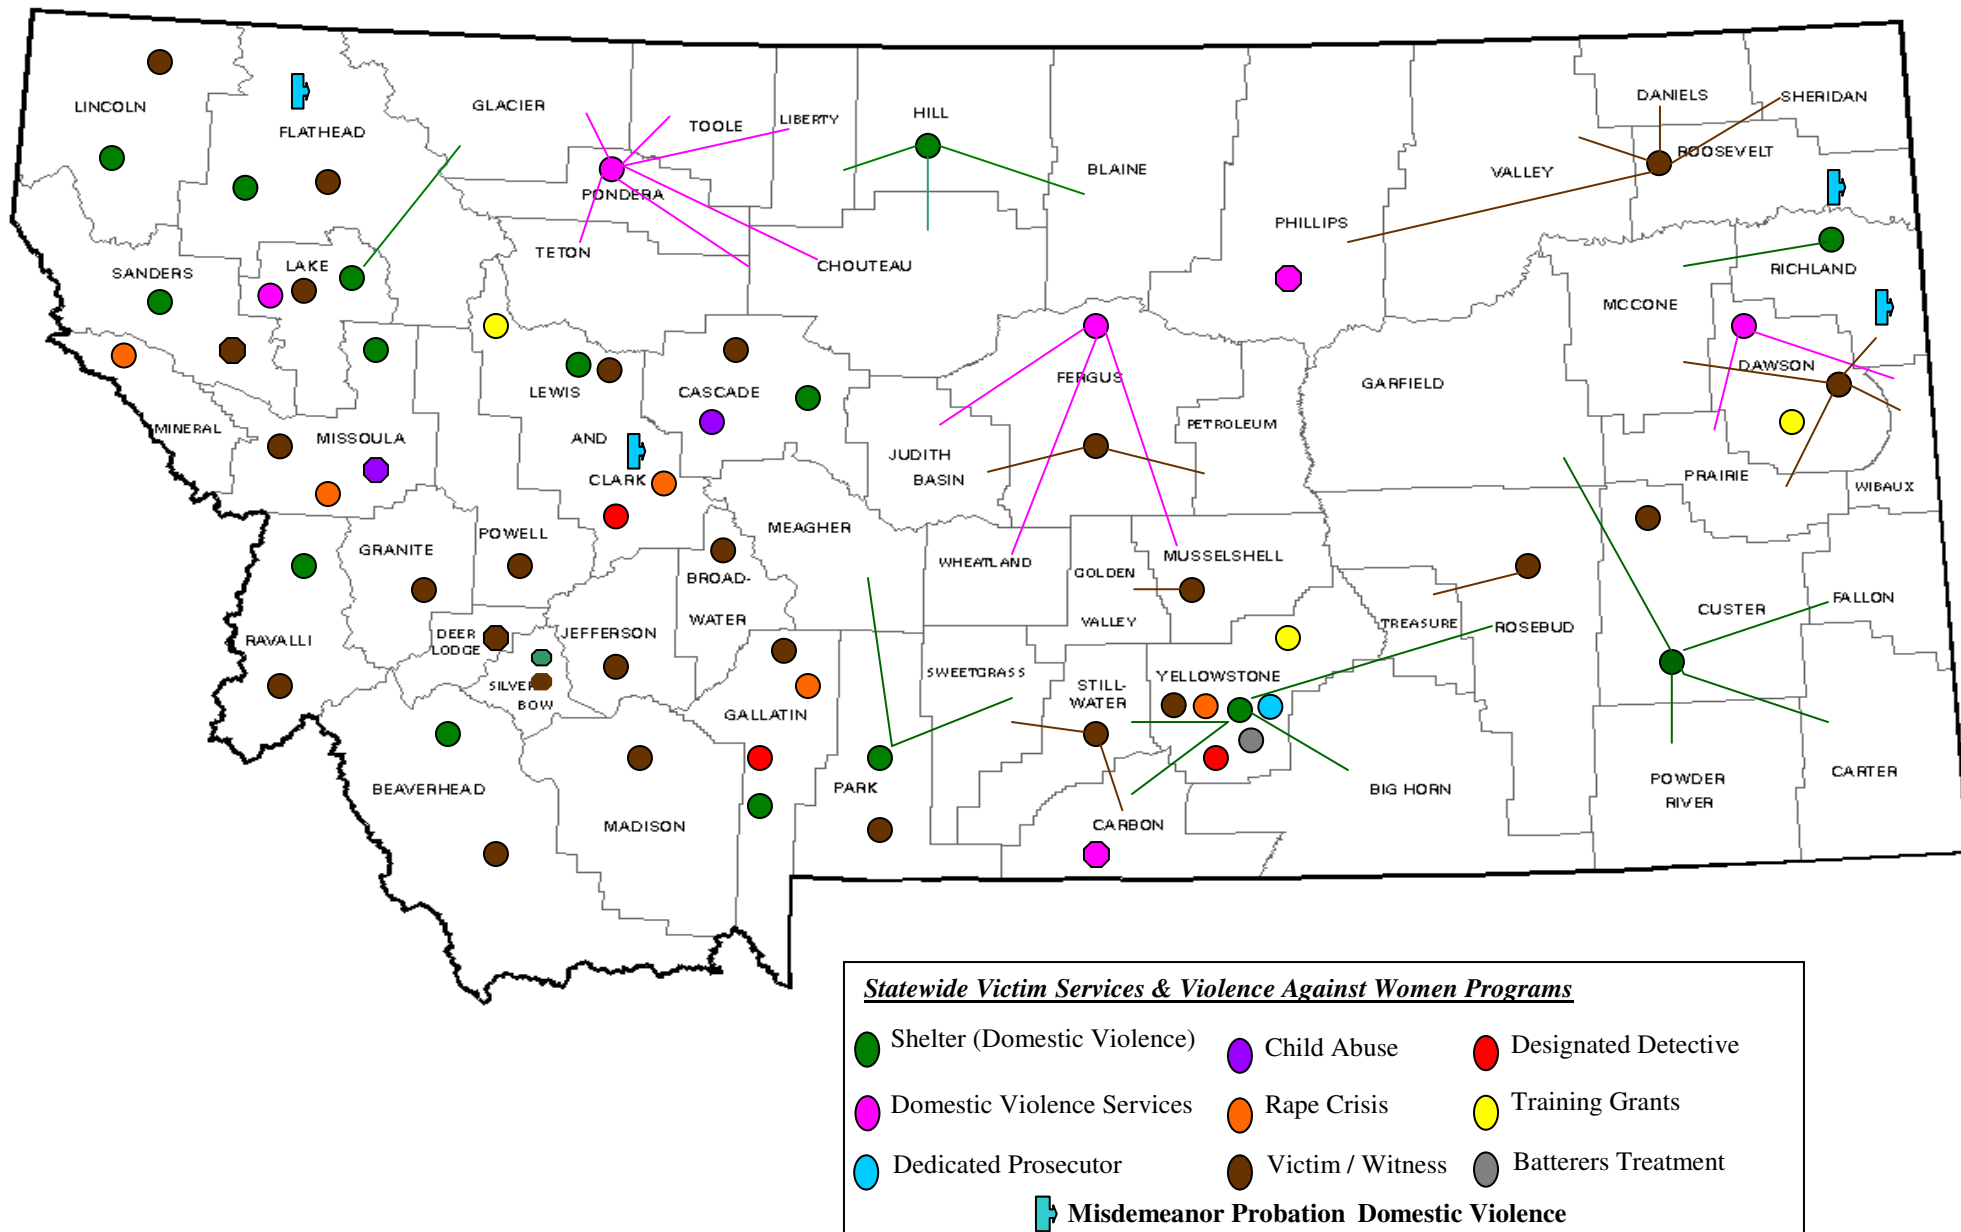 LINCOLN
FLATHEAD
GLACIER
TOOLE
LIBERTY
HILL
BLAINE
PHILLIPS
VALLEY
DANIELS
SHERIDAN
ROOSEVELT
SANDERS
LAKE
PONDERA
TETON
CHOUTEAU
RICHLAND
MCCONE
MINERAL
MISSOULA
LEWIS
AND
CLARK
CASCADE
FERGUS
JUDITH
BASIN
PETROLEUM
GARFIELD
DAWSON
PRAIRIE
WIBAUX
GRANITE
POWELL
MEAGHER
BROAD-
WATER
WHEATLAND
GOLDEN
VALLEY
MUSSELSHELL
TREASURE
ROSEBUD
CUSTER
FALLON
RAVALLI
DEER
LODGE
JEFFERSON
SILVER
BOW
GALLATIN
SWEETGRASS
STILL-
WATER
YELLOWSTONE
BEAVERHEAD
MADISON
PARK
CARBON
BIG HORN
POWDER
RIVER
CARTER
Statewide Victim Services & Violence Against Women Programs
Shelter (Domestic Violence)
Child Abuse
Designated Detective
Domestic Violence Services
Rape Crisis
Training Grants
Dedicated Prosecutor
Victim / Witness
Batterers Treatment
Misdemeanor Probation Domestic Violence